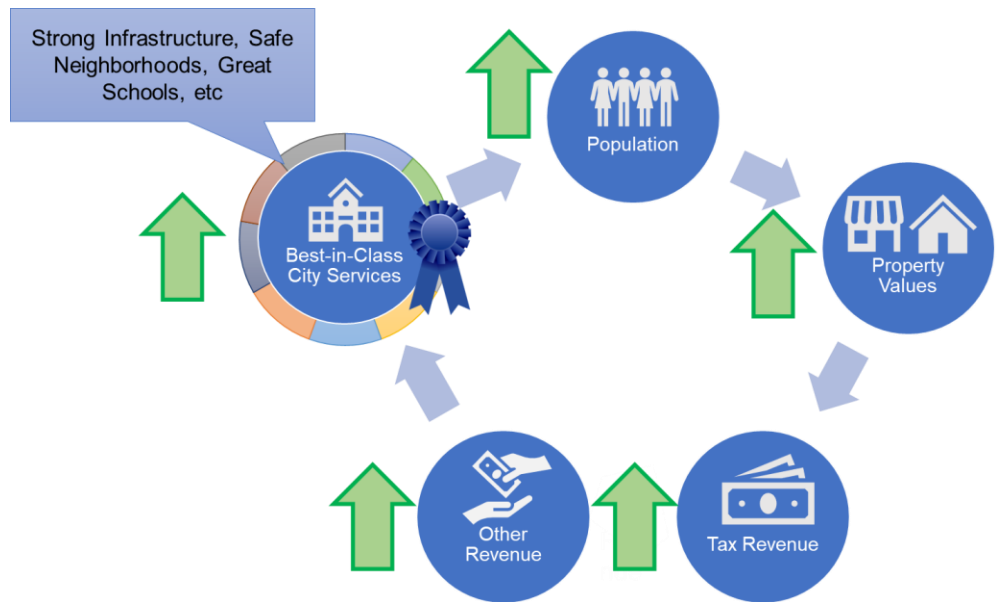 Strong Infrastructure, Safe
Neighborhoods, Great
Schools, etc
Best-in-Class
City Services
Population
Property
Values
Tax Revenue
Other
Revenue